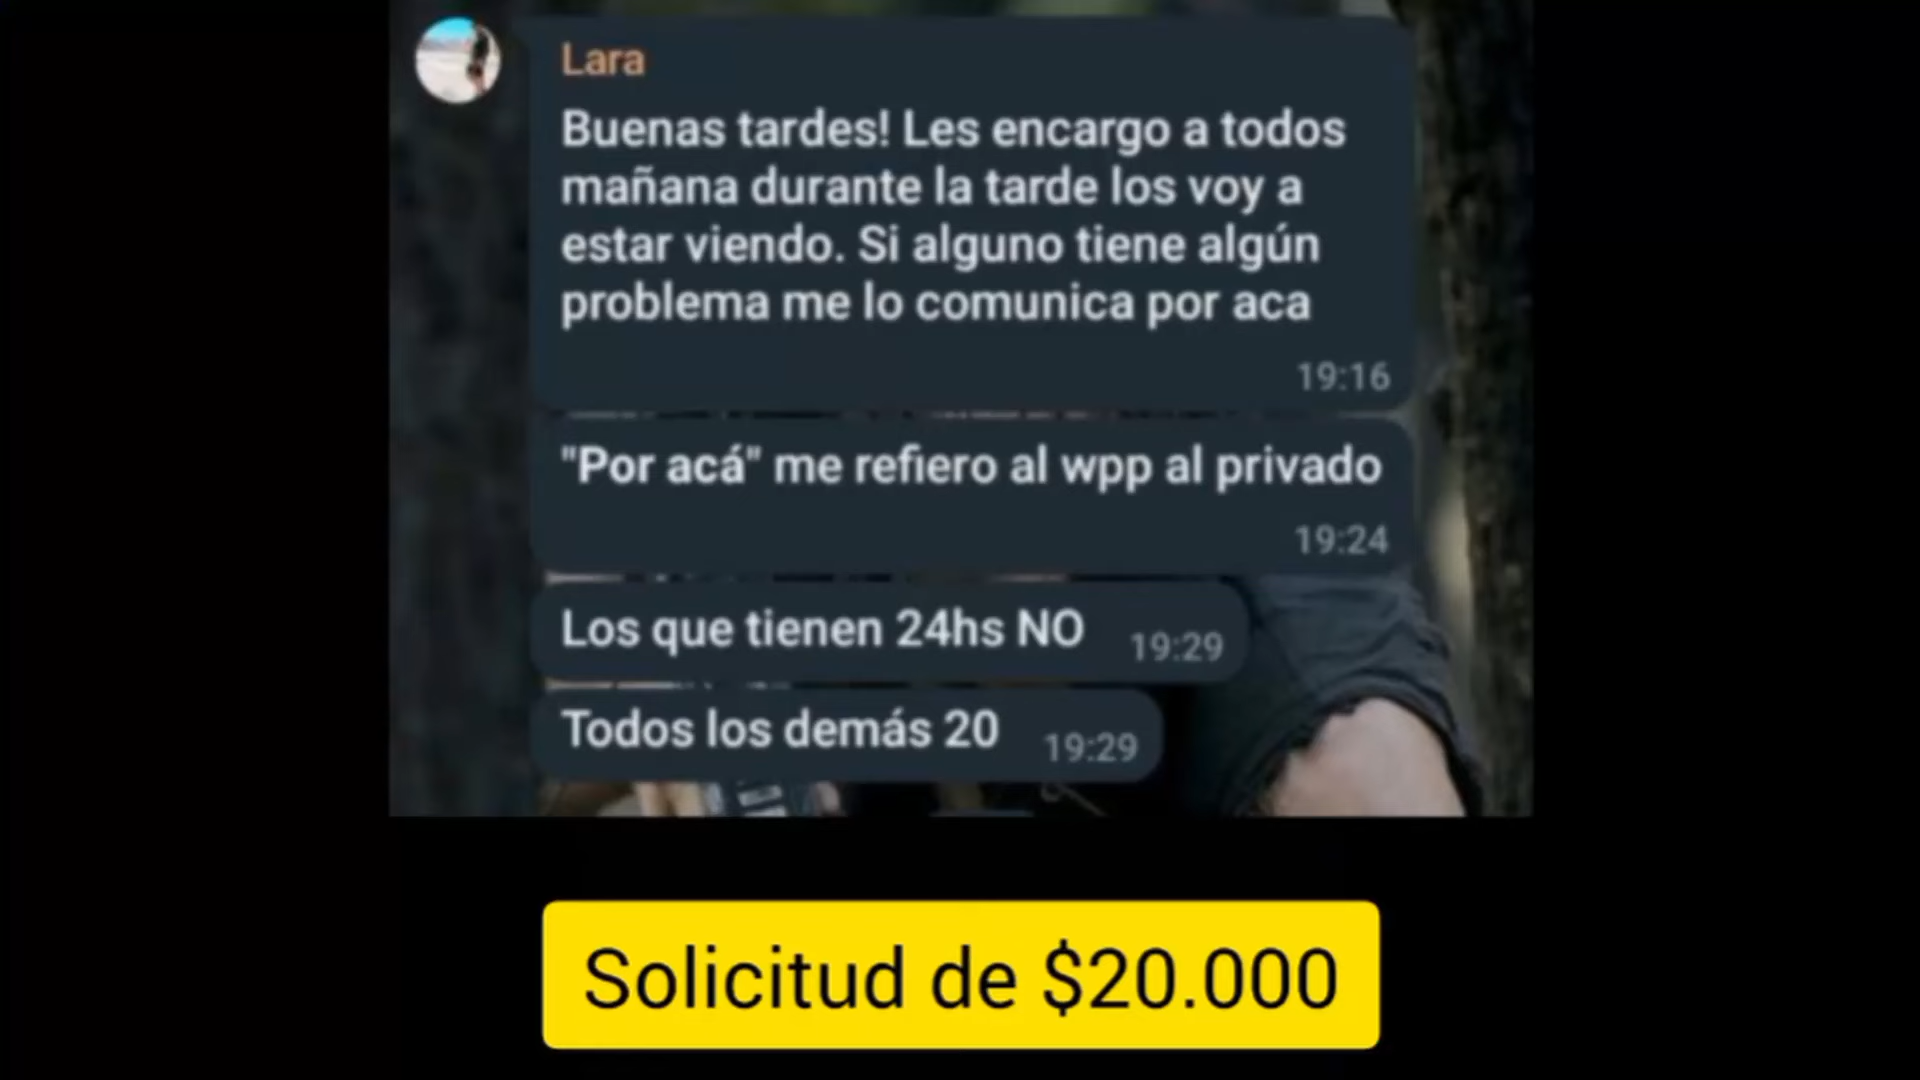 Lara
Buenas tardes! Les encargo a todos
mañana durante la tarde los voy a
estar viendo. Si alguno tiene algún
problema me lo comunica por aca
19:16
"Por acá" me refiero al wpp al privado
19:24
Los que tienen 24hs NO 19:29
Todos los demás 20 19:29
Solicitud de $20.000